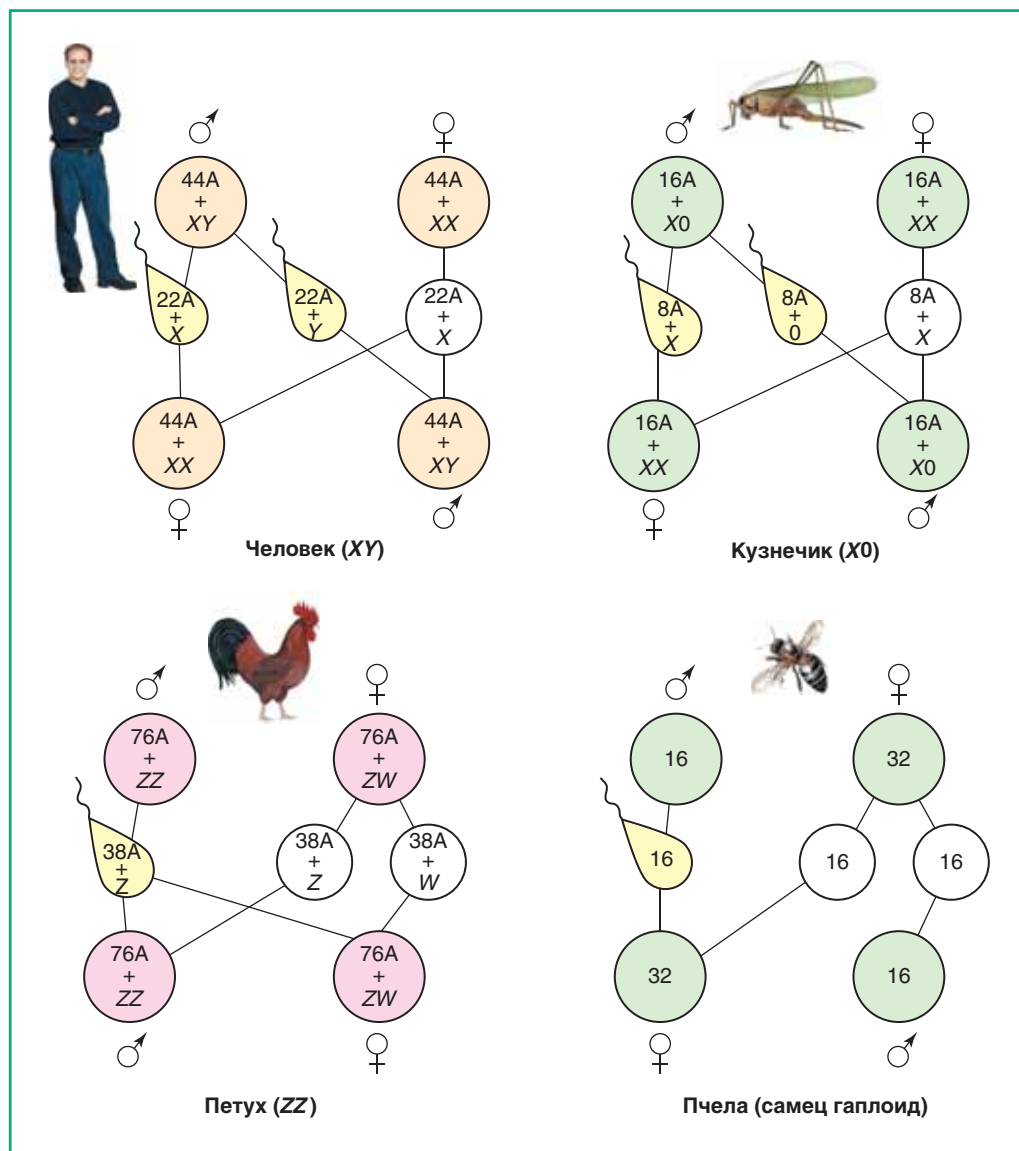 ♂ ♀
44A + XY
44A + XX
22A + X
22A + Y
22A + X
44A + XX
44A + XY
♀ ♂
Человек (XY)
♂ ♀
16A + X0
16A + XX
8A + X
8A + 0
8A + X
16A + XX
16A + X0
♀ ♂
Кузнечик (X0)
♂ ♀
76A + ZZ
76A + ZW
38A + Z
38A + Z
38A + W
76A + ZZ
76A + ZW
♂ ♀
Петух (ZZ)
♂ ♀
16
32
16
16
16
32
16
♀ ♂
Пчела (самец гаплоид)